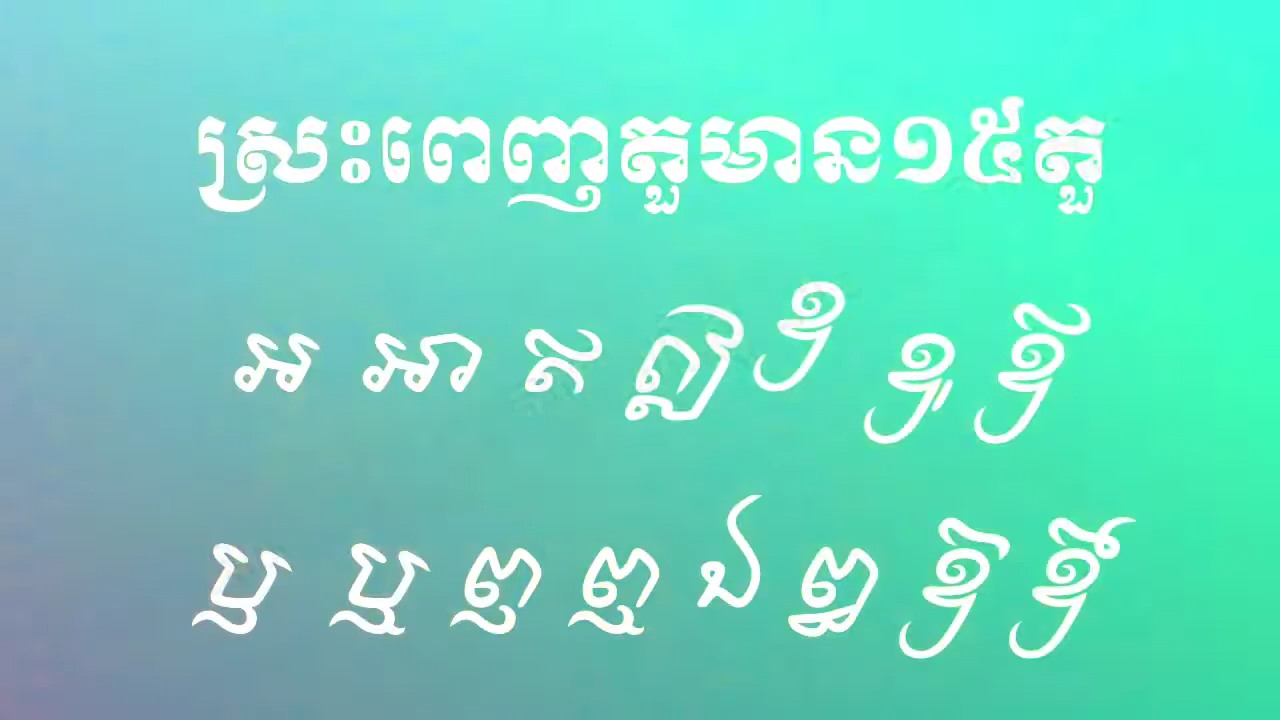 ស្រះពេញតួមាន១៥តួ
អ អា ឥ ឦ ឧ ឩ ឪ
ឫ ឬ ឭ ឮ ឯ ឰ ឱ ឳ